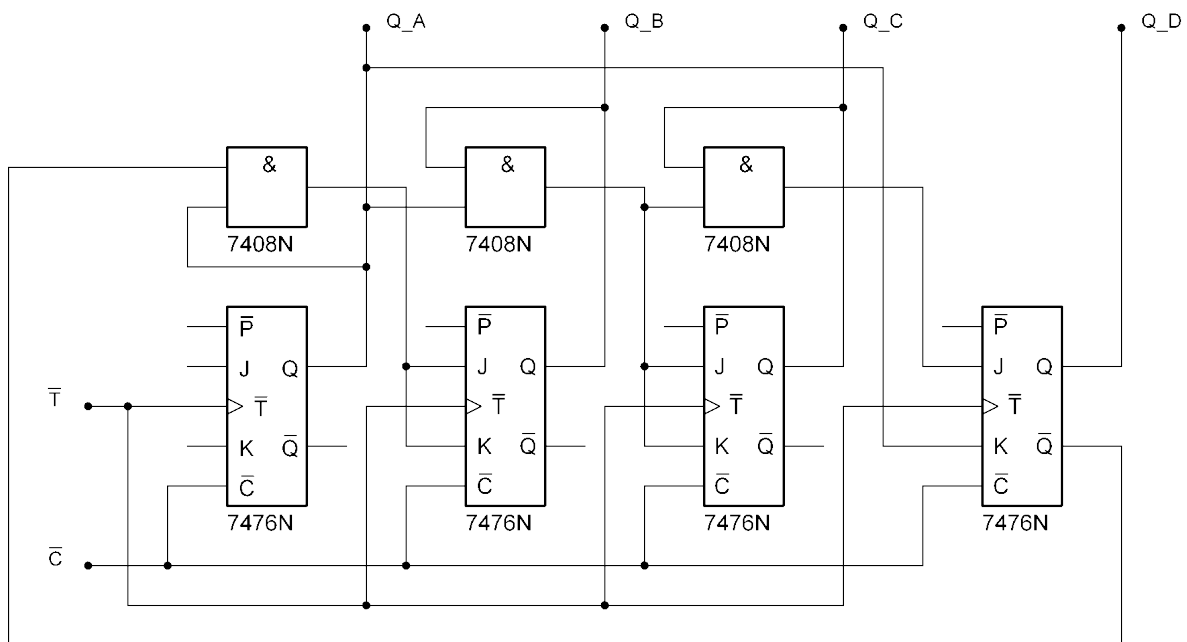 Q_A Q_B Q_C Q_D
& & &
7408N 7408N 7408N
P̅ P̅ P̅ P̅
J Q J Q J Q J Q
T̅ T̅ T̅ T̅ T̅
K Q̅ K Q̅ K Q̅ K Q̅
C̅ C̅ C̅ C̅
7476N 7476N 7476N 7476N
C̅